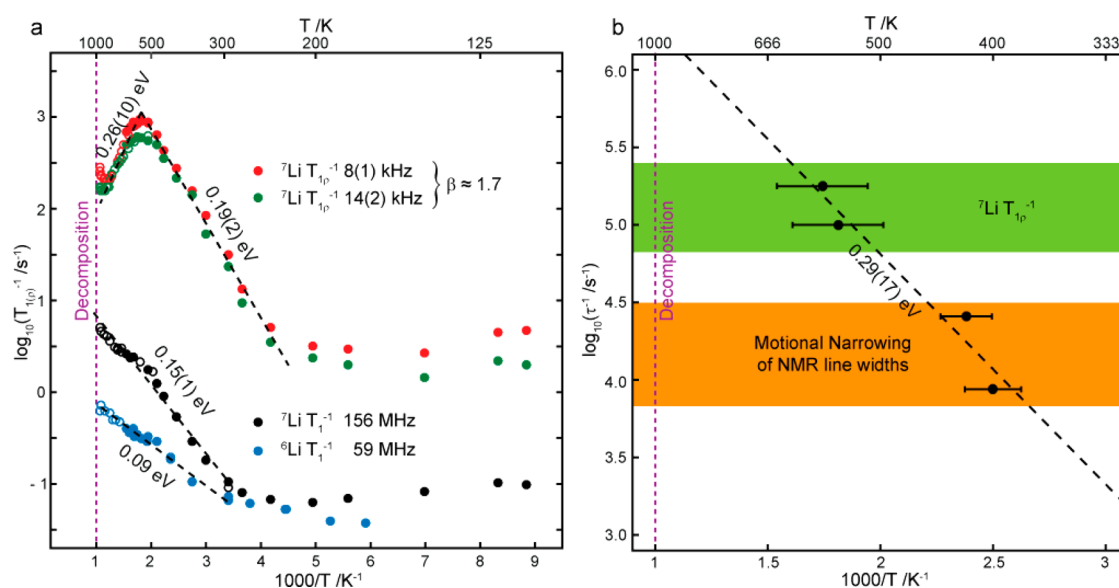 a
T /K
1000 500 300 200 125
log₁₀(T₁₍ρ₎⁻¹ /s⁻¹)
3
2
1
0
- 1
Decomposition
0.26(10) eV
0.19(2) eV
⁷Li T₁ρ⁻¹ 8(1) kHz
⁷Li T₁ρ⁻¹ 14(2) kHz
β ≈ 1.7
0.15(1) eV
0.09 eV
⁷Li T₁⁻¹ 156 MHz
⁶Li T₁⁻¹ 59 MHz
1 2 3 4 5 6 7 8 9
1000/T /K⁻¹
b
T /K
1000 666 500 400 333
log₁₀(τ⁻¹ /s⁻¹)
6.0
5.5
5.0
4.5
4.0
3.5
3.0
Decomposition
⁷Li T₁ρ⁻¹
0.29(17) eV
Motional Narrowing
of NMR line widths
1 1.5 2 2.5 3
1000/T /K⁻¹